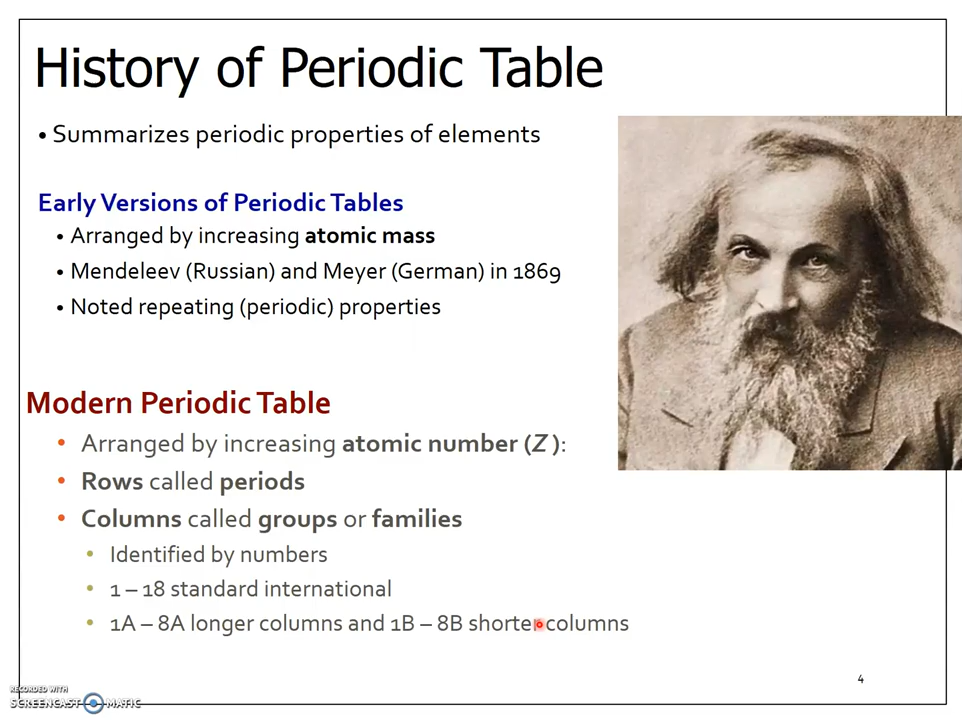 History of Periodic Table
• Summarizes periodic properties of elements
Early Versions of Periodic Tables
• Arranged by increasing atomic mass
• Mendeleev (Russian) and Meyer (German) in 1869
• Noted repeating (periodic) properties
Modern Periodic Table
• Arranged by increasing atomic number (Z ):
• Rows called periods
• Columns called groups or families
• Identified by numbers
• 1 – 18 standard international
• 1A – 8A longer columns and 1B – 8B shorter columns
4
RECORDED WITH
SCREENCAST MATIC